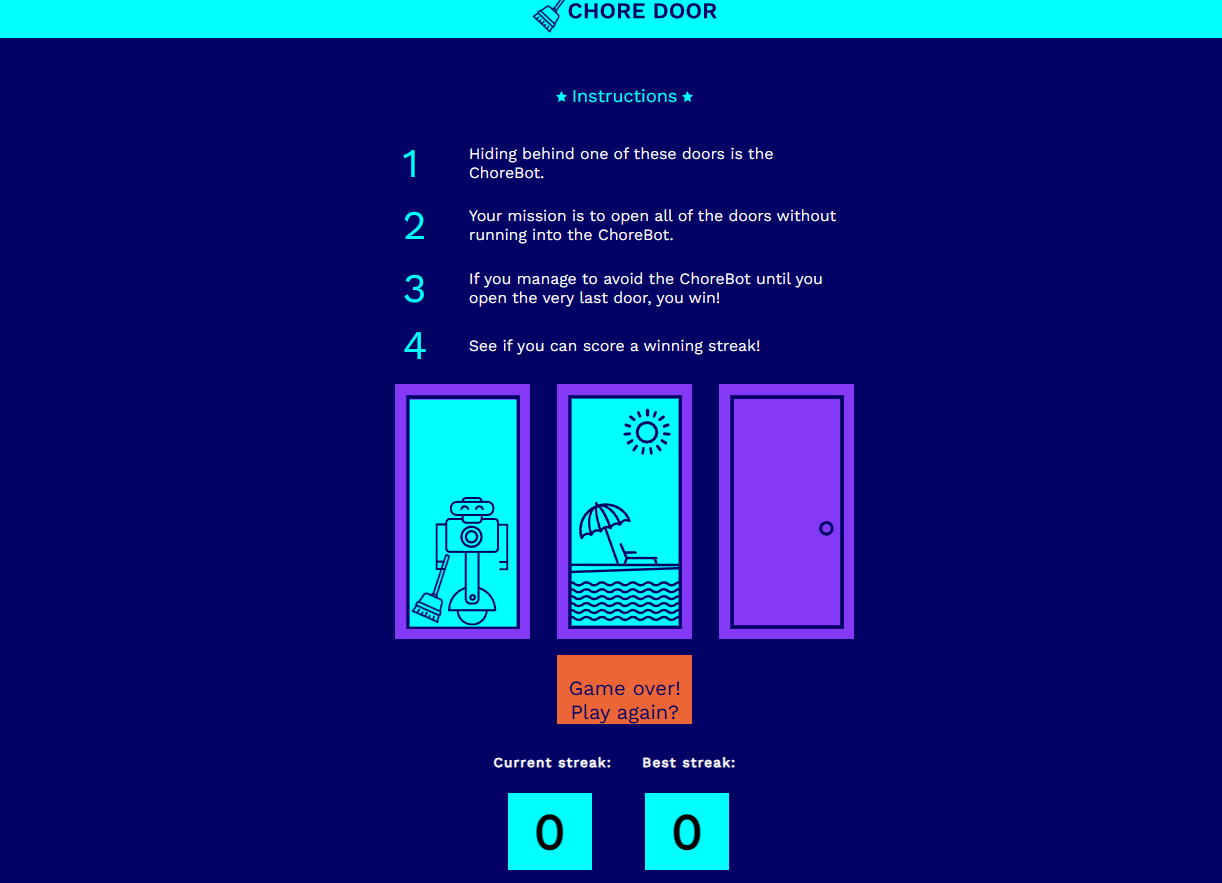 CHORE DOOR
Instructions
1
Hiding behind one of these doors is the
ChoreBot.
2
Your mission is to open all of the doors without
running into the ChoreBot.
3
If you manage to avoid the ChoreBot until you
open the very last door, you win!
4
See if you can score a winning streak!
Game over!
Play again?
Current streak: Best streak:
0 0